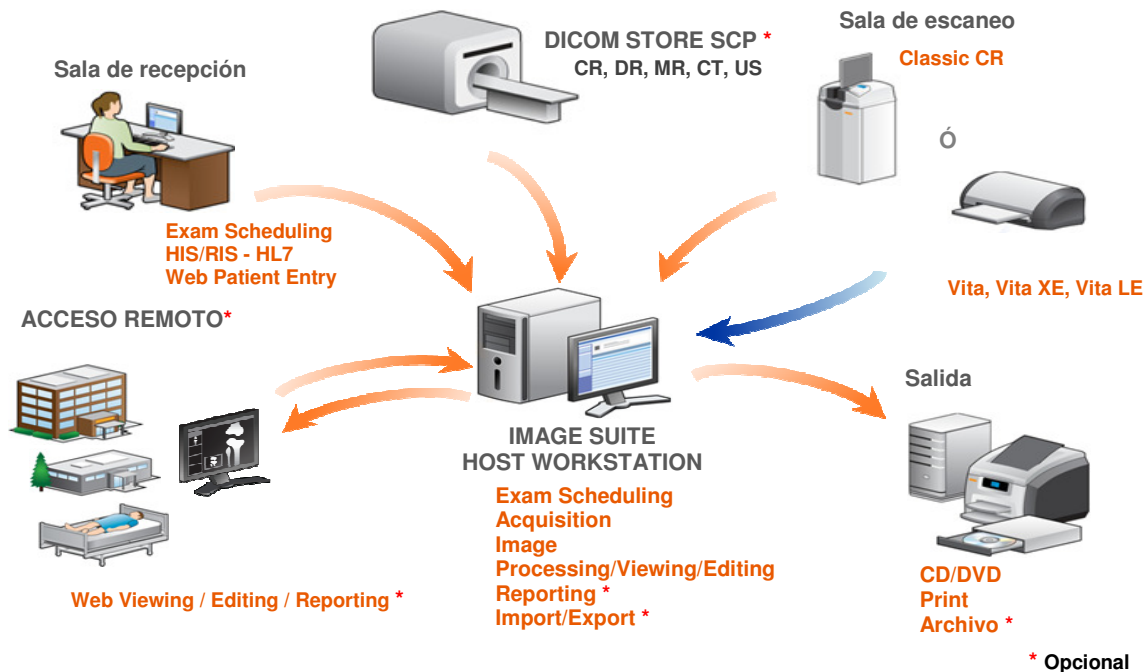 Sala de recepción
Exam Scheduling
HIS/RIS - HL7
Web Patient Entry
DICOM STORE SCP *
CR, DR, MR, CT, US
Sala de escaneo
Classic CR
Ó
Vita, Vita XE, Vita LE
ACCESO REMOTO*
Web Viewing / Editing / Reporting *
IMAGE SUITE
HOST WORKSTATION
Exam Scheduling
Acquisition
Image
Processing/Viewing/Editing
Reporting *
Import/Export *
Salida
CD/DVD
Print
Archivo *
* Opcional